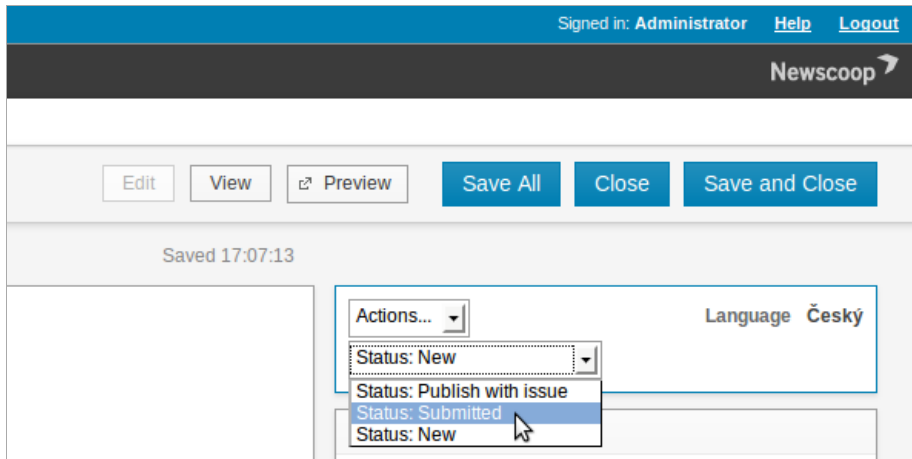 Signed in: Administrator Help Logout
Newscoop
Edit View Preview Save All Close Save and Close
Saved 17:07:13
Actions... Language Český
Status: New
Status: Publish with issue
Status: Submitted
Status: New